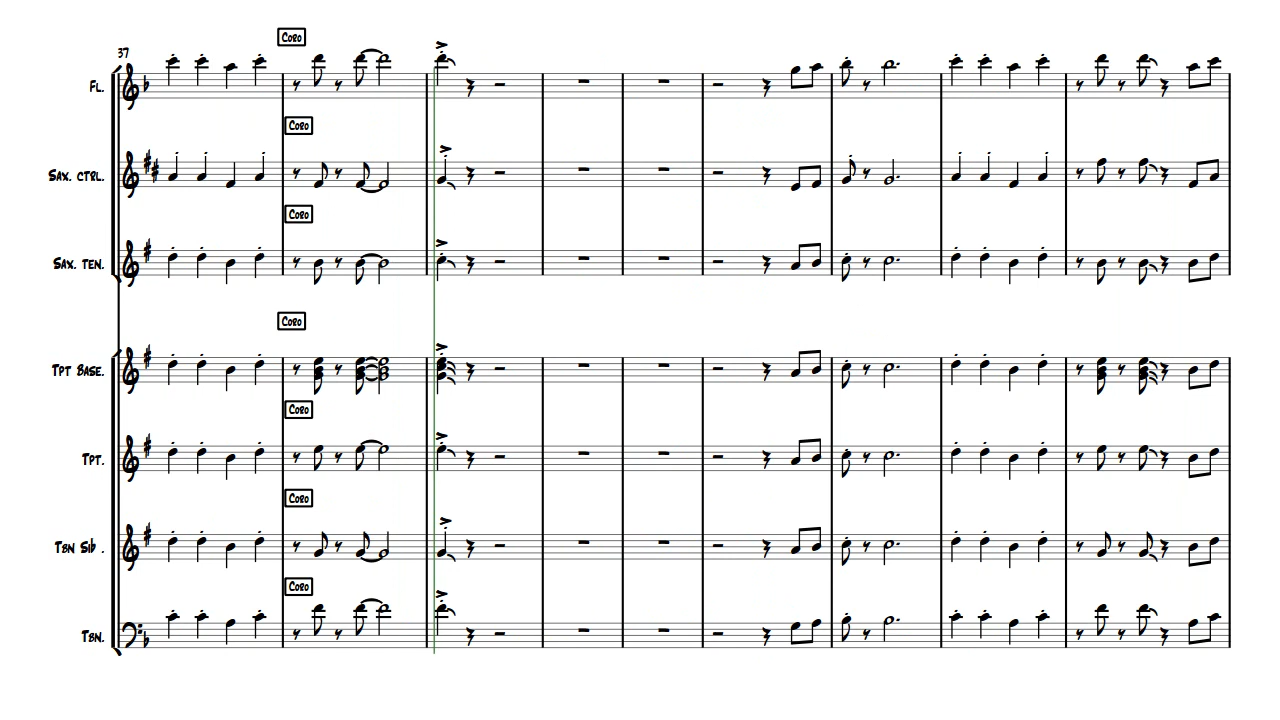 Coro
37
Fl.
Coro
Sax. ctrl.
Coro
Sax. ten.
Coro
Tpt Base.
Coro
Tpt.
Coro
Tbn Sib .
Coro
Tbn.